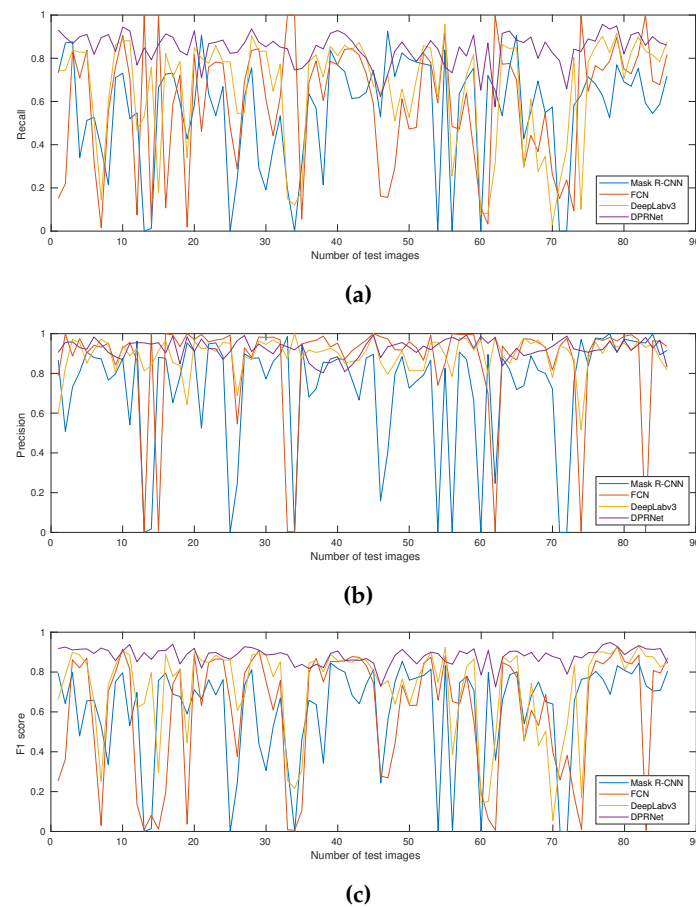 1
0.8
0.6
0.4
0.2
0
Recall
0 10 20 30 40 50 60 70 80 90
Number of test images
Mask R-CNN
FCN
DeepLabv3
DPRNet
(a)
1
0.8
0.6
0.4
0.2
0
Precision
0 10 20 30 40 50 60 70 80 90
Number of test images
Mask R-CNN
FCN
DeepLabv3
DPRNet
(b)
1
0.8
0.6
0.4
0.2
0
F1 score
0 10 20 30 40 50 60 70 80 90
Number of test images
Mask R-CNN
FCN
DeepLabv3
DPRNet
(c)